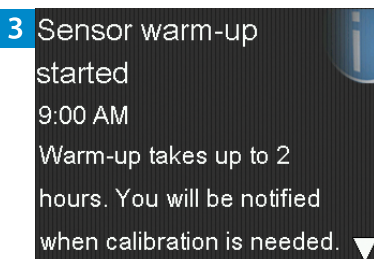 3 Sensor warm-up
started
9:00 AM
Warm-up takes up to 2
hours. You will be notified
when calibration is needed.